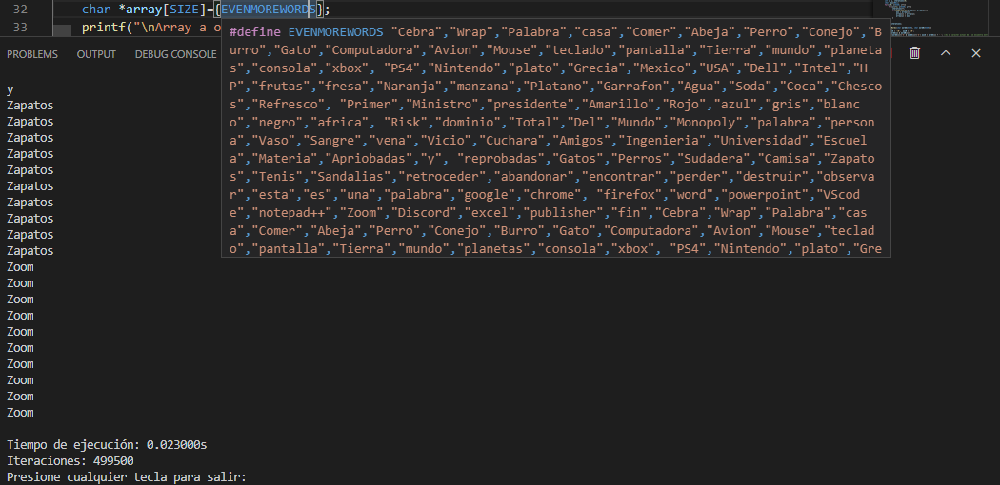 32 char *array[SIZE]={EVENMOREWORDS};
33 printf("\nArray a o
#define EVENMOREWORDS "Cebra","Wrap","Palabra","casa","Comer","Abeja","Perro","Conejo","B
urro","Gato","Computadora","Avion","Mouse","teclado","pantalla","Tierra","mundo","planeta
s","consola","xbox", "PS4","Nintendo","plato","Grecia","Mexico","USA","Dell","Intel","H
P","frutas","fresa","Naranja","manzana","Platano","Garrafon","Agua","Soda","Coca","Chesco
s","Refresco", "Primer","Ministro","presidente","Amarillo","Rojo","azul","gris","blanc
o","negro","africa", "Risk","dominio","Total","Del","Mundo","Monopoly","palabra","person
a","Vaso","Sangre","vena","Vicio","Cuchara","Amigos","Ingenieria","Universidad","Escuel
a","Materia","Apriobadas","y", "reprobadas","Gatos","Perros","Sudadera","Camisa","Zapato
s","Tenis","Sandalias","retroceder","abandonar","encontrar","perder","destruir","observa
r","esta","es","una","palabra","google","chrome", "firefox","word","powerpoint","VScod
e","notepad++","Zoom","Discord","excel","publisher","fin","Cebra","Wrap","Palabra","cas
a","Comer","Abeja","Perro","Conejo","Burro","Gato","Computadora","Avion","Mouse","tecla
do","pantalla","Tierra","mundo","planetas","consola","xbox", "PS4","Nintendo","plato","Gre
PROBLEMS OUTPUT DEBUG CONSOLE
y
Zapatos
Zapatos
Zapatos
Zapatos
Zapatos
Zapatos
Zapatos
Zapatos
Zapatos
Zapatos
Zoom
Zoom
Zoom
Zoom
Zoom
Zoom
Zoom
Zoom
Zoom
Zoom
Tiempo de ejecución: 0.023000s
Iteraciones: 499500
Presione cualquier tecla para salir: